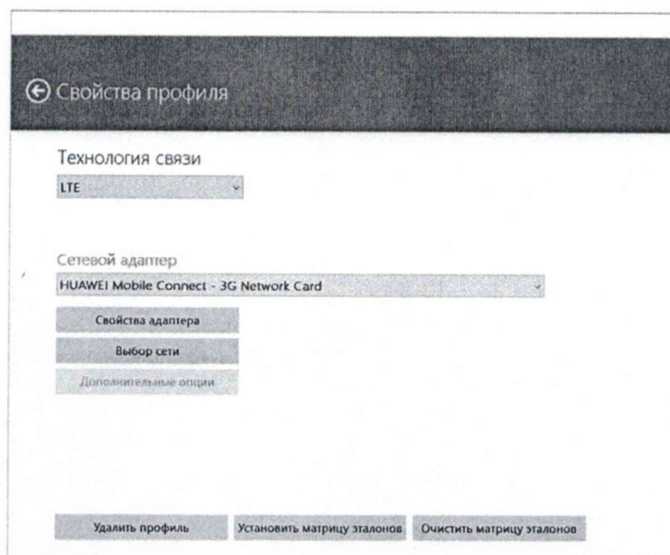 Свойства профиля
Технология связи
LTE
Сетевой адаптер
HUAWEI Mobile Connect - 3G Network Card
Свойства адаптера
Выбор сети
Дополнительные опции
Удалить профиль
Установить матрицу эталонов
Очистить матрицу эталонов